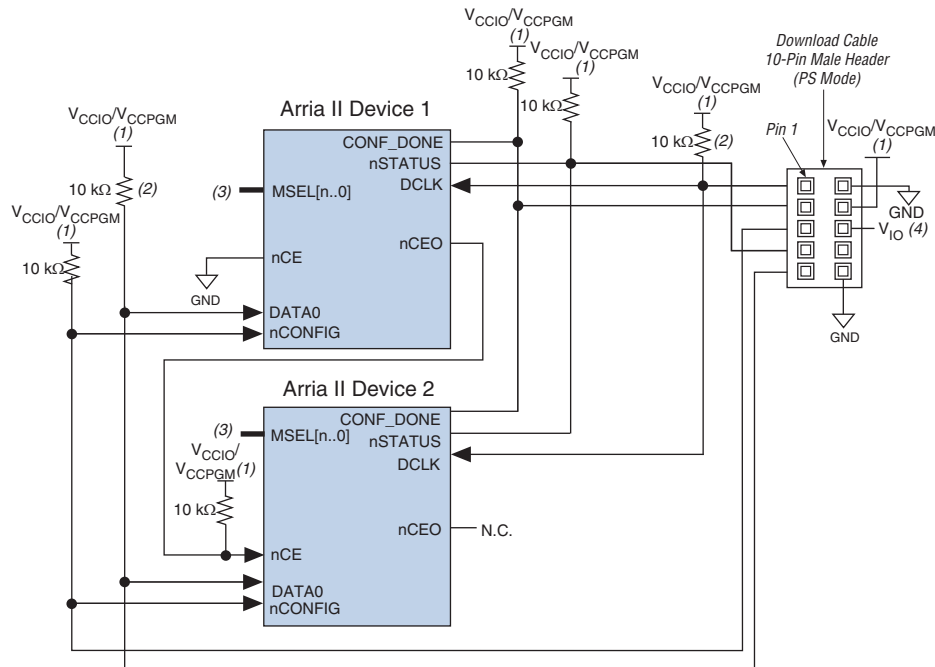 VCCIO/VCCPGM
(1)
VCCIO/VCCPGM
(1)
10 kΩ
10 kΩ
VCCIO/VCCPGM
(1)
10 kΩ
(2)
Download Cable
10-Pin Male Header
(PS Mode)
Pin 1
VCCIO/VCCPGM
(1)
GND
VIO (4)
GND
VCCIO/VCCPGM
(1)
10 kΩ
(2)
VCCIO/VCCPGM
(1)
10 kΩ
Arria II Device 1
CONF_DONE
nSTATUS
(3)
MSEL[n..0]
DCLK
nCEO
nCE
GND
DATA0
nCONFIG
Arria II Device 2
CONF_DONE
(3)
MSEL[n..0]
nSTATUS
DCLK
VCCIO/
VCCPGM (1)
10 kΩ
nCEO
N.C.
nCE
DATA0
nCONFIG